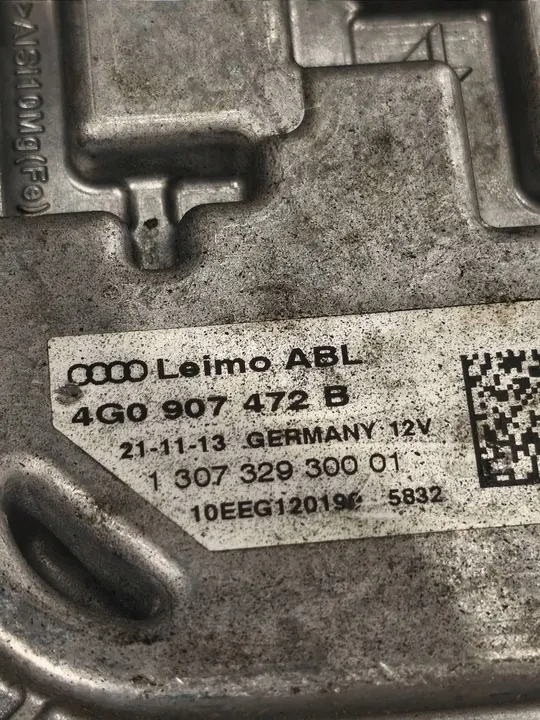 >AlSi10Mg(Fe)
Leimo ABL
4G0 907 472 B
21-11-13 GERMANY 12V
1 307 329 300 01
5832